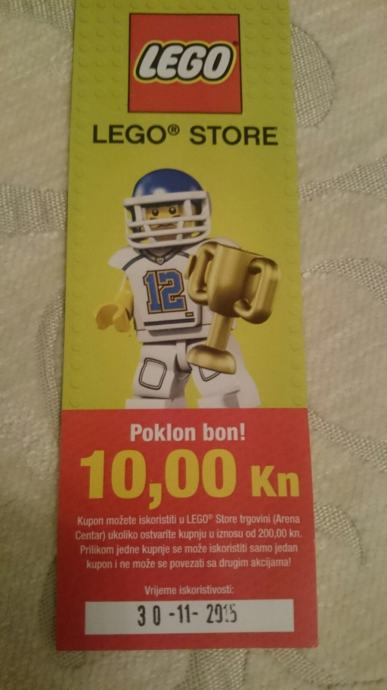 LEGO
LEGO® STORE
12
Poklon bon!
10,00 Kn
Kupon možete iskoristiti u LEGO® Store trgovini (Arena
Centar) ukoliko ostvarite kupnju u iznosu od 200,00 kn.
Prilikom jedne kupnje se može iskoristiti samo jedan
kupon i ne može se povezati sa drugim akcijama!
Vrijeme iskoristivosti:
30-11-2015